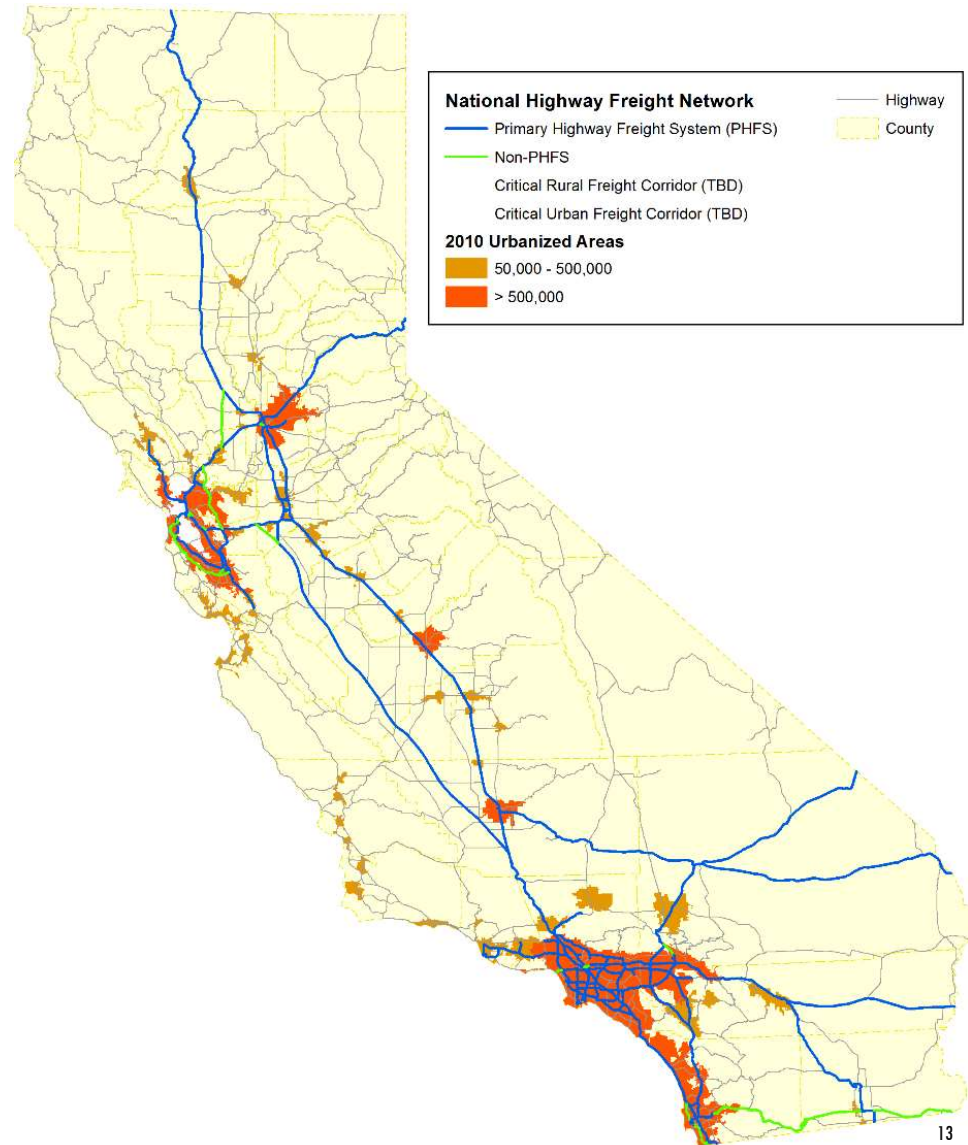 National Highway Freight Network
Primary Highway Freight System (PHFS)
Non-PHFS
Critical Rural Freight Corridor (TBD)
Critical Urban Freight Corridor (TBD)
2010 Urbanized Areas
50,000 - 500,000
> 500,000
Highway
County
13